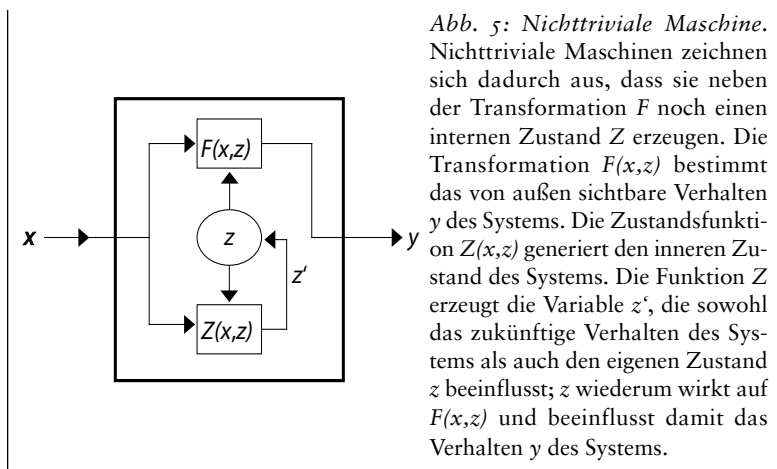 F(x,z)
x
z
y
z‘
Z(x,z)
Abb. 5: Nichttriviale Maschine.
Nichttriviale Maschinen zeichnen
sich dadurch aus, dass sie neben
der Transformation F noch einen
internen Zustand Z erzeugen. Die
Transformation F(x,z) bestimmt
das von außen sichtbare Verhalten
y des Systems. Die Zustandsfunkti-
on Z(x,z) generiert den inneren Zu-
stand des Systems. Die Funktion Z
erzeugt die Variable z‘, die sowohl
das zukünftige Verhalten des Sys-
tems als auch den eigenen Zustand
z beeinflusst; z wiederum wirkt auf
F(x,z) und beeinflusst damit das
Verhalten y des Systems.